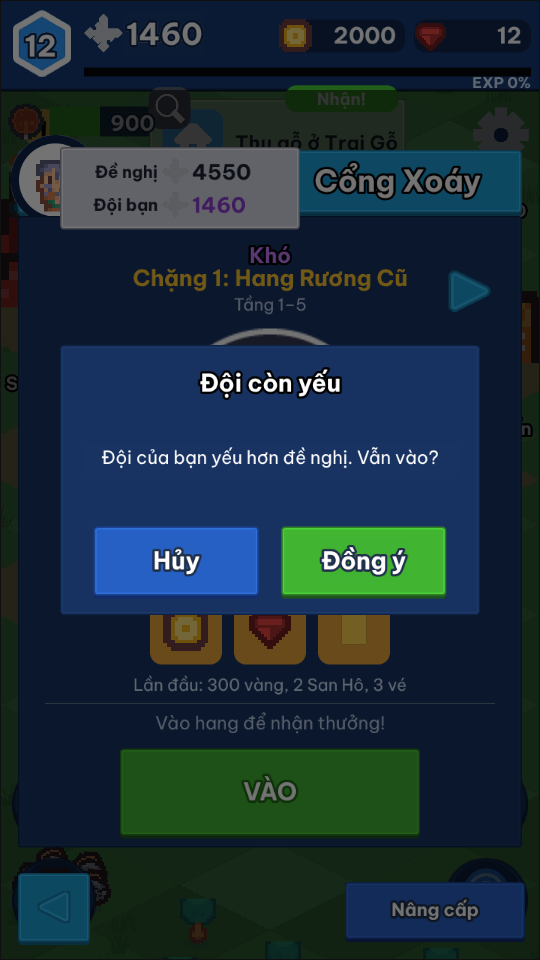 12
1460
2000
12
EXP 0%
Nhận!
900
Thu gỗ ở Trại Gỗ
Đề nghị 4550
Đội bạn 1460
Cổng Xoáy
Khó
Chặng 1: Hang Rương Cũ
Tầng 1–5
Đội còn yếu
Đội của bạn yếu hơn đề nghị. Vẫn vào?
Hủy
Đồng ý
Lần đầu: 300 vàng, 2 San Hô, 3 vé
Vào hang để nhận thưởng!
VÀO
Nâng cấp